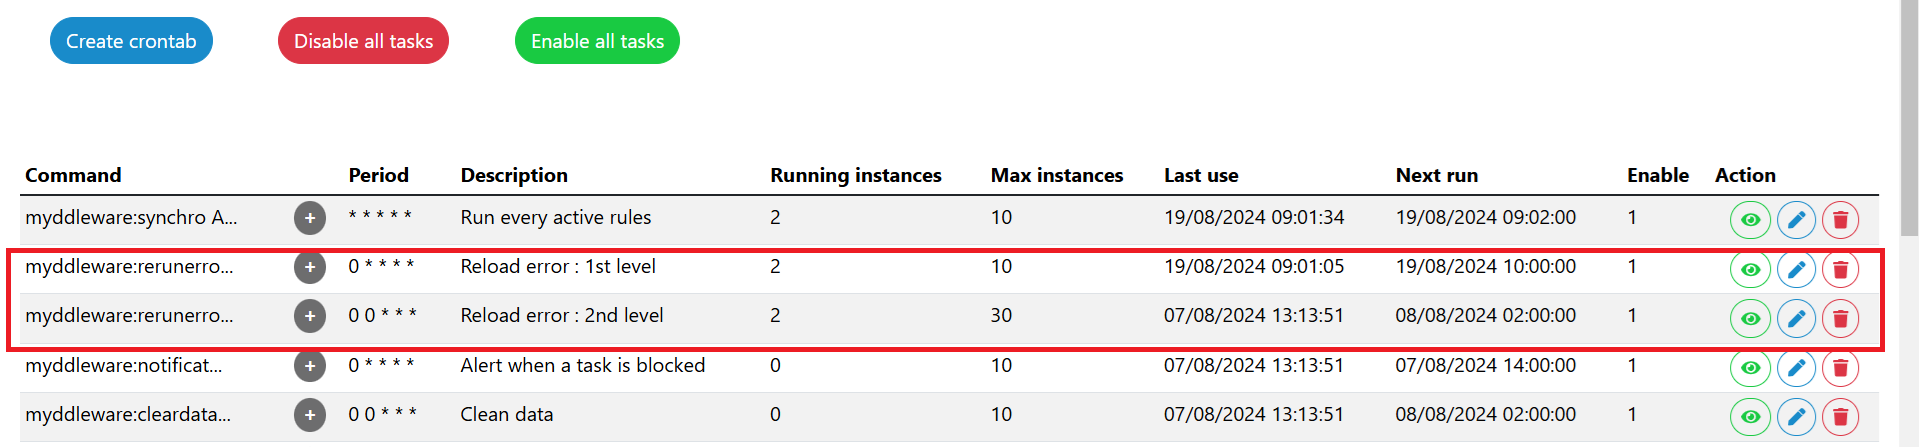 Create crontab Disable all tasks Enable all tasks
Command Period Description Running instances Max instances Last use Next run Enable Action
myddleware:synchro A... + * * * * * Run every active rules 2 10 19/08/2024 09:01:34 19/08/2024 09:02:00 1
myddleware:rerunerro... + 0 * * * * Reload error : 1st level 2 10 19/08/2024 09:01:05 19/08/2024 10:00:00 1
myddleware:rerunerro... + 0 0 * * * Reload error : 2nd level 2 30 07/08/2024 13:13:51 08/08/2024 02:00:00 1
myddleware:notificat... + 0 * * * * Alert when a task is blocked 0 10 07/08/2024 13:13:51 07/08/2024 14:00:00 1
myddleware:cleardata... + 0 0 * * * Clean data 0 10 07/08/2024 13:13:51 08/08/2024 02:00:00 1